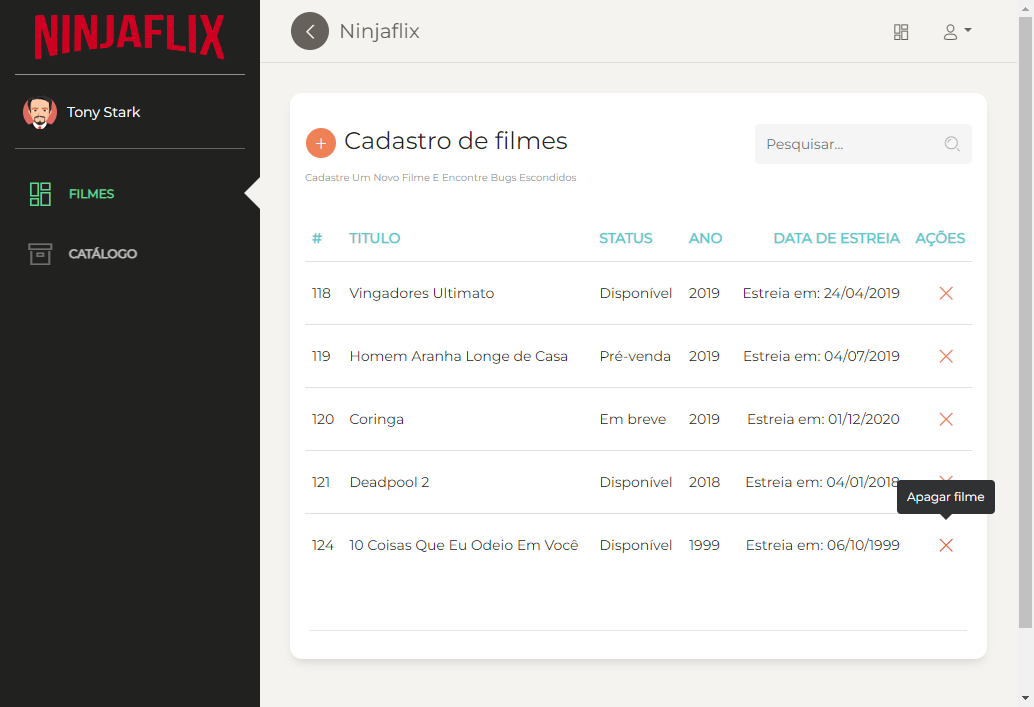 NINJAFLIX
Ninjaflix
Tony Stark
FILMES
CATÁLOGO
Cadastro de filmes
Pesquisar...
Cadastre Um Novo Filme E Encontre Bugs Escondidos
# TITULO STATUS ANO DATA DE ESTREIA AÇÕES
118 Vingadores Ultimato Disponível 2019 Estreia em: 24/04/2019
119 Homem Aranha Longe de Casa Pré-venda 2019 Estreia em: 04/07/2019
120 Coringa Em breve 2019 Estreia em: 01/12/2020
121 Deadpool 2 Disponível 2018 Estreia em: 04/01/2018
Apagar filme
124 10 Coisas Que Eu Odeio Em Você Disponível 1999 Estreia em: 06/10/1999